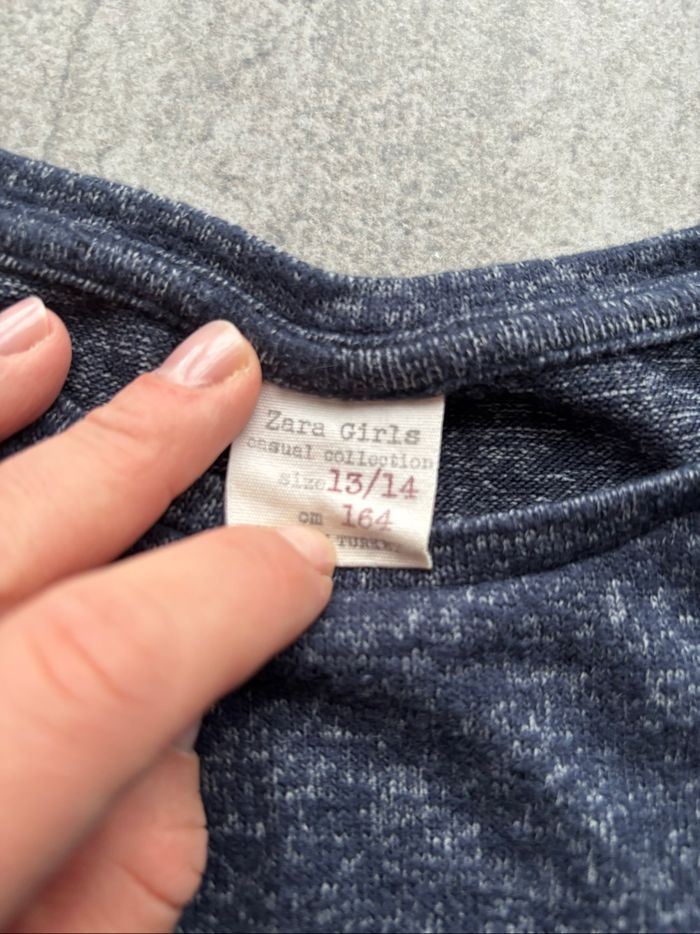 Zara Girls
casual collection
size 13/14
cm 164
TURKEY